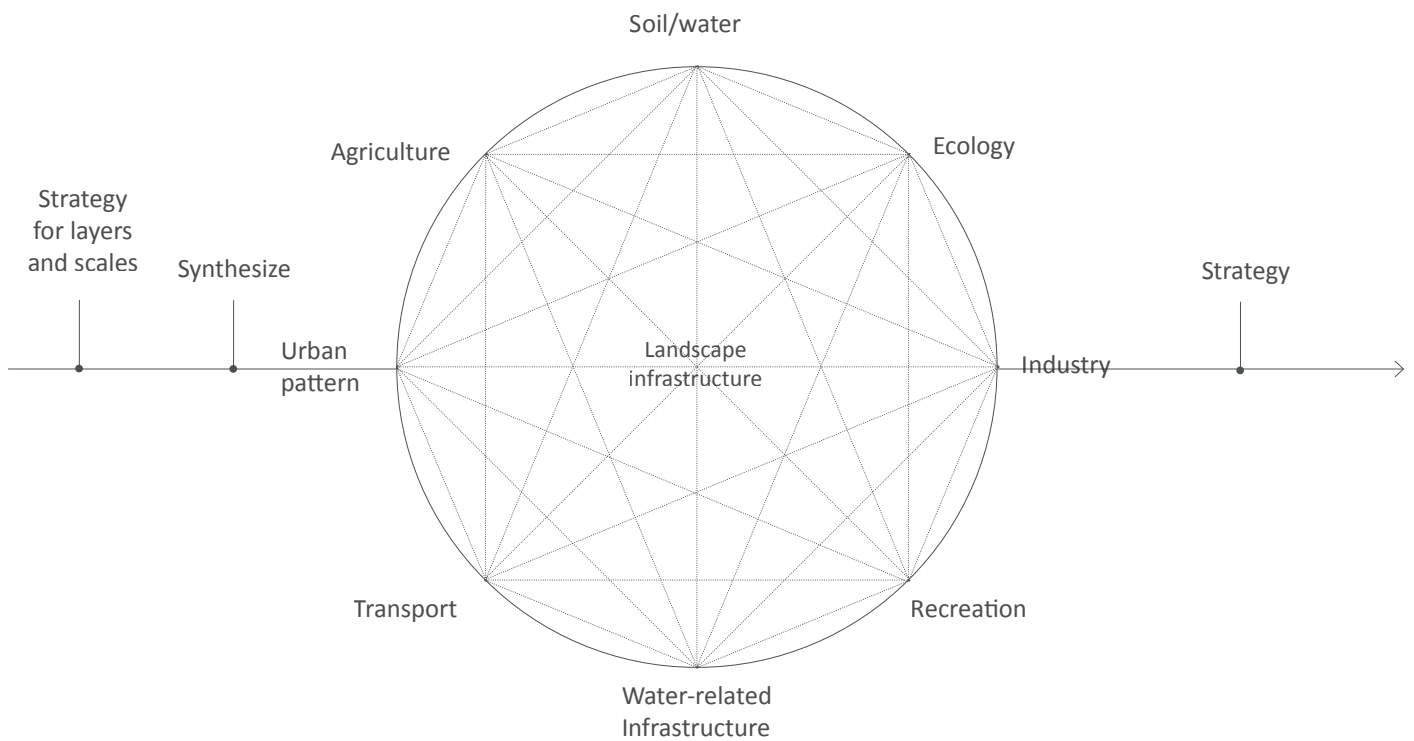 Soil/water
Agriculture
Ecology
Strategy
for layers
and scales
Synthesize
Strategy
Urban
pattern
Landscape
infrastructure
Industry
Transport
Recreation
Water-related
Infrastructure